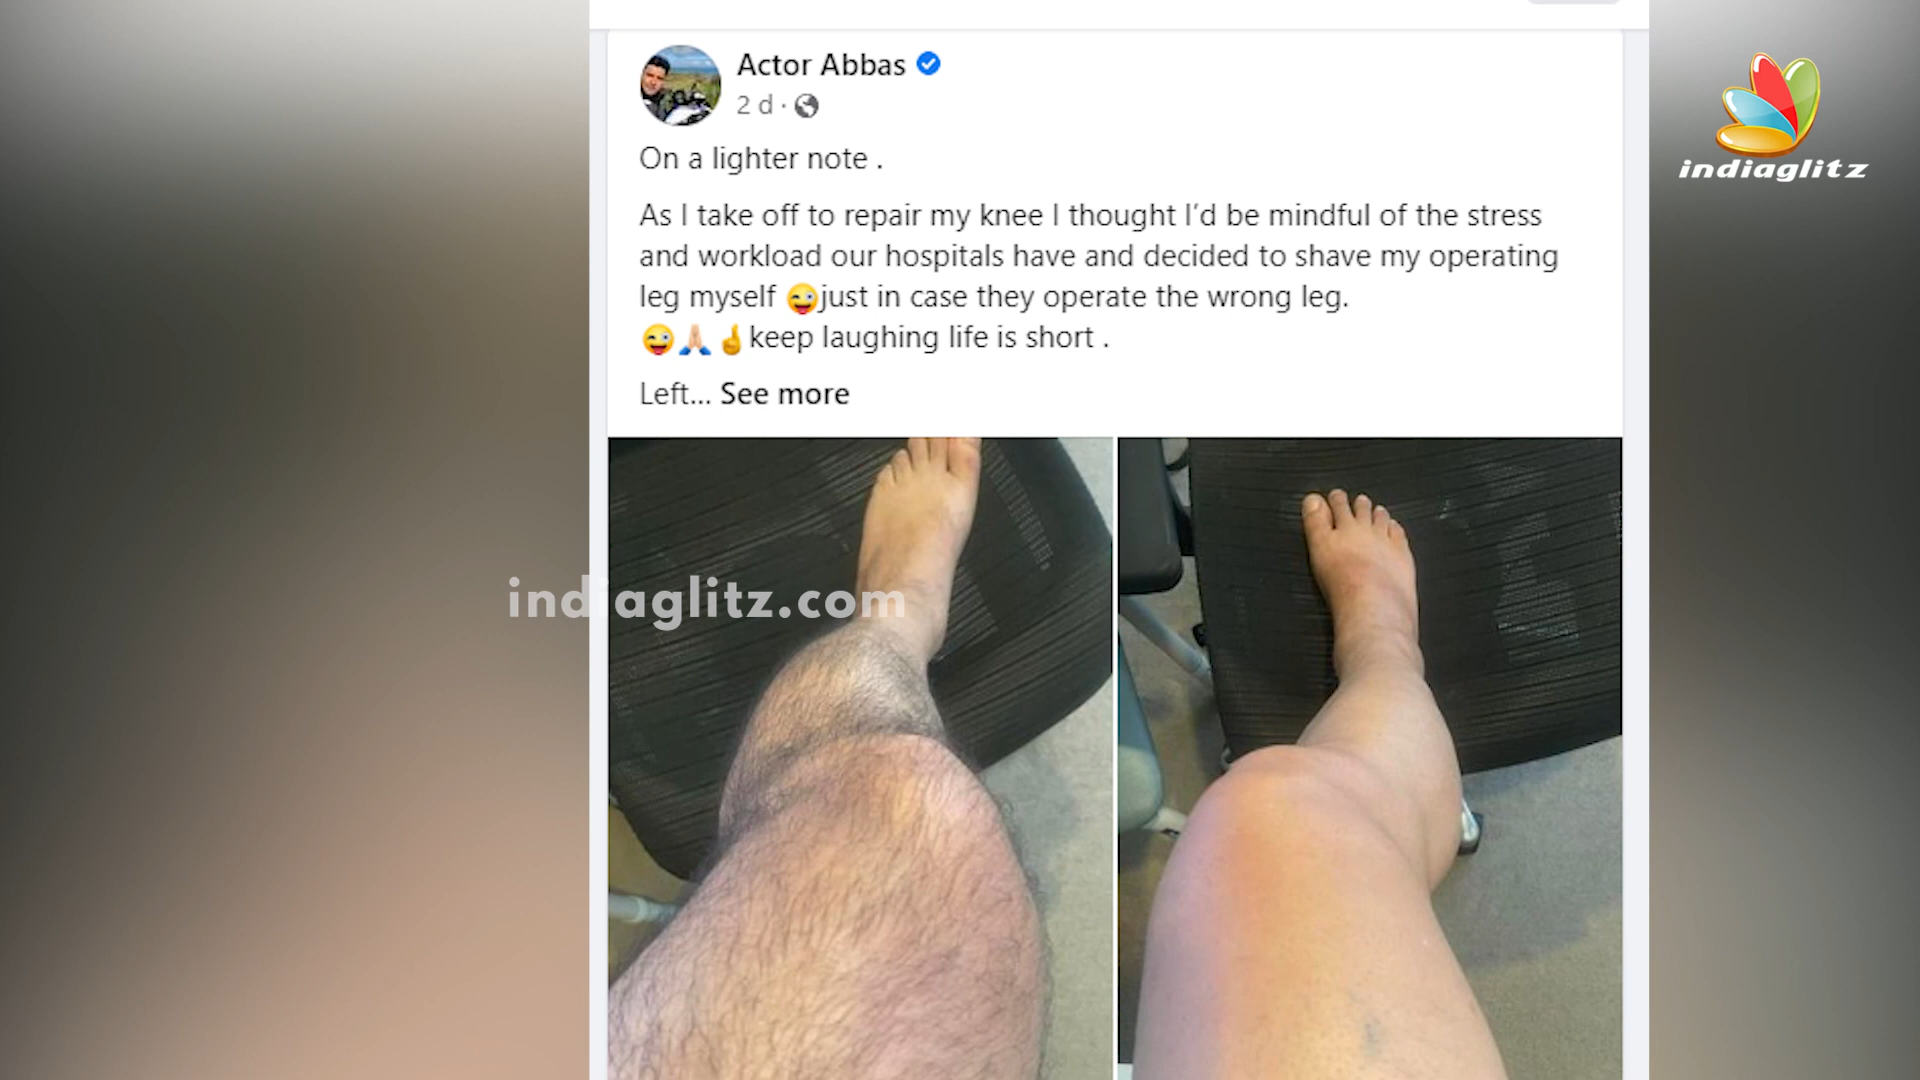 Actor Abbas
2 d ·
On a lighter note .
As I take off to repair my knee I thought I’d be mindful of the stress
and workload our hospitals have and decided to shave my operating
leg myself 😜just in case they operate the wrong leg.
😜🙏🏻☝️keep laughing life is short .
Left... See more
indiaglitz
indiaglitz.com